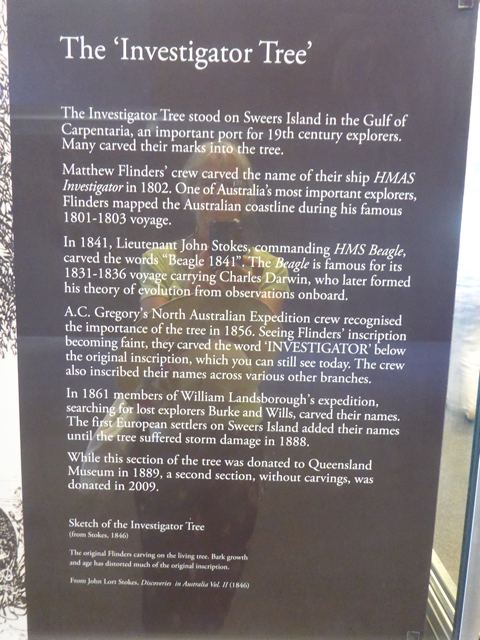 The ‘Investigator Tree’
The Investigator Tree stood on Sweers Island in the Gulf of
Carpentaria, an important port for 19th century explorers.
Many carved their marks into the tree.
Matthew Flinders’ crew carved the name of their ship HMAS
Investigator in 1802. One of Australia’s most important explorers,
Flinders mapped the Australian coastline during his famous
1801-1803 voyage.
In 1841, Lieutenant John Stokes, commanding HMS Beagle,
carved the words “Beagle 1841”. The Beagle is famous for its
1831-1836 voyage carrying Charles Darwin, who later formed
his theory of evolution from observations onboard.
A.C. Gregory’s North Australian Expedition crew recognised
the importance of the tree in 1856. Seeing Flinders’ inscription
becoming faint, they carved the word ‘INVESTIGATOR’ below
the original inscription, which you can still see today. The crew
also inscribed their names across various other branches.
In 1861 members of William Landsborough’s expedition,
searching for lost explorers Burke and Wills, carved their names.
The first European settlers on Sweers Island added their names
until the tree suffered storm damage in 1888.
While this section of the tree was donated to Queensland
Museum in 1889, a second section, without carvings, was
donated in 2009.
Sketch of the Investigator Tree
(from Stokes, 1846)
The original Flinders carving on the living tree. Bark growth
and age has distorted much of the original inscription.
From John Lort Stokes, Discoveries in Australia Vol. II (1846)